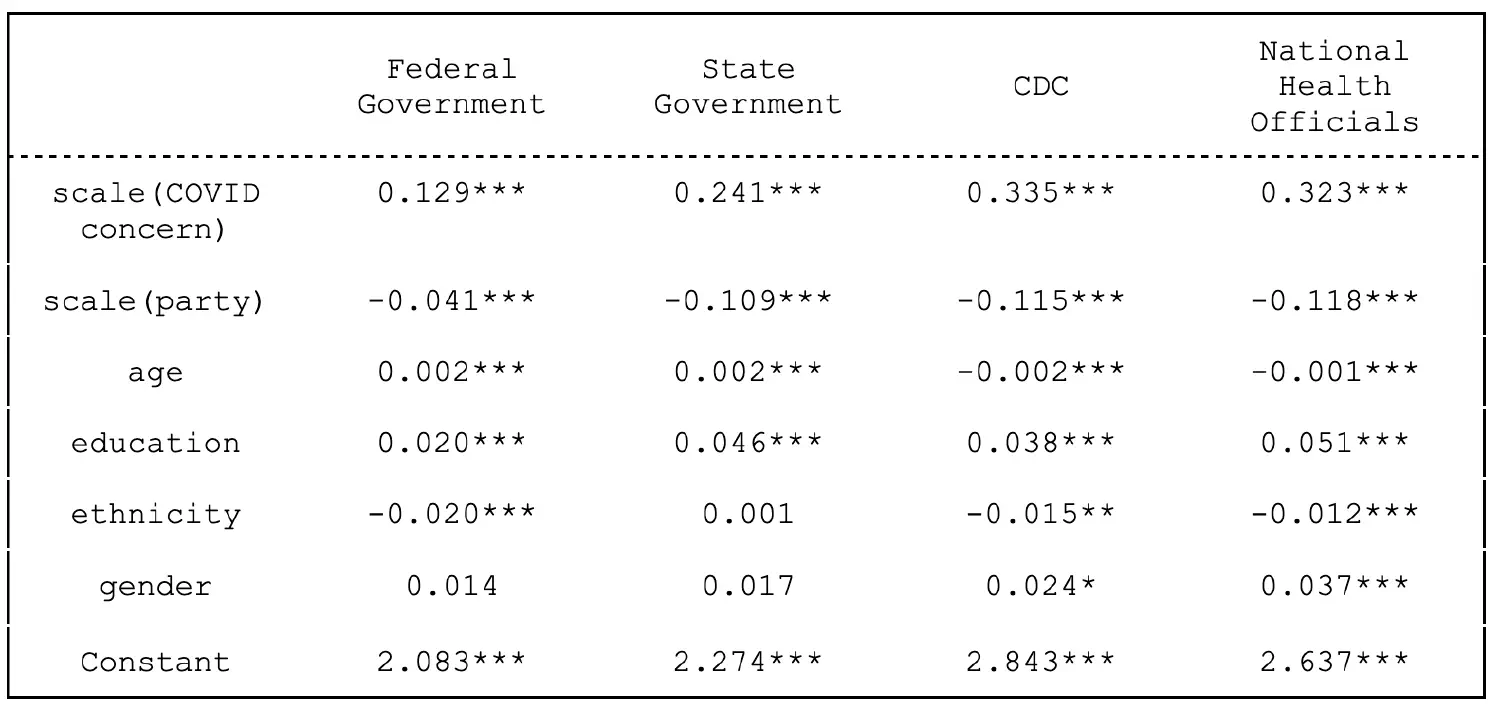 Federal Government State Government CDC National Health Officials
scale(COVID concern) 0.129*** 0.241*** 0.335*** 0.323***
scale(party) -0.041*** -0.109*** -0.115*** -0.118***
age 0.002*** 0.002*** -0.002*** -0.001***
education 0.020*** 0.046*** 0.038*** 0.051***
ethnicity -0.020*** 0.001 -0.015** -0.012***
gender 0.014 0.017 0.024* 0.037***
Constant 2.083*** 2.274*** 2.843*** 2.637***